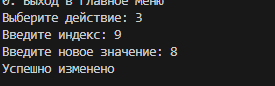 0. Выход в главное меню
Выберите действие: 3
Введите индекс: 9
Введите новое значение: 8
Успешно изменено